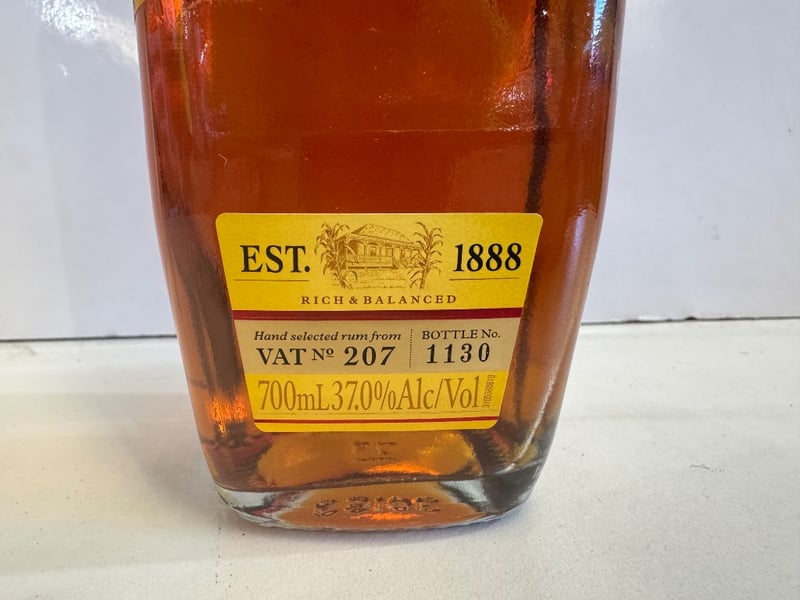 EST. 1888
RICH & BALANCED
Hand selected rum from
VAT Nº 207
BOTTLE No.
1130
700mL 37.0%Alc/Vol